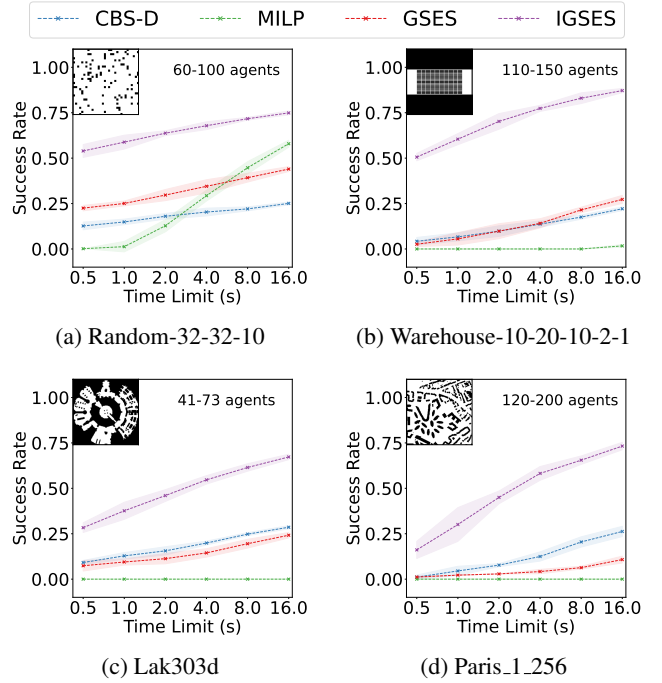 CBS-D MILP GSES IGSES
60-100 agents
1.00
0.75
0.50
0.25
0.00
Success Rate
0.5 1.0 2.0 4.0 8.0 16.0
Time Limit (s)
(a) Random-32-32-10
110-150 agents
1.00
0.75
0.50
0.25
0.00
Success Rate
0.5 1.0 2.0 4.0 8.0 16.0
Time Limit (s)
(b) Warehouse-10-20-10-2-1
41-73 agents
1.00
0.75
0.50
0.25
0.00
Success Rate
0.5 1.0 2.0 4.0 8.0 16.0
Time Limit (s)
(c) Lak303d
120-200 agents
1.00
0.75
0.50
0.25
0.00
Success Rate
0.5 1.0 2.0 4.0 8.0 16.0
Time Limit (s)
(d) Paris_1_256